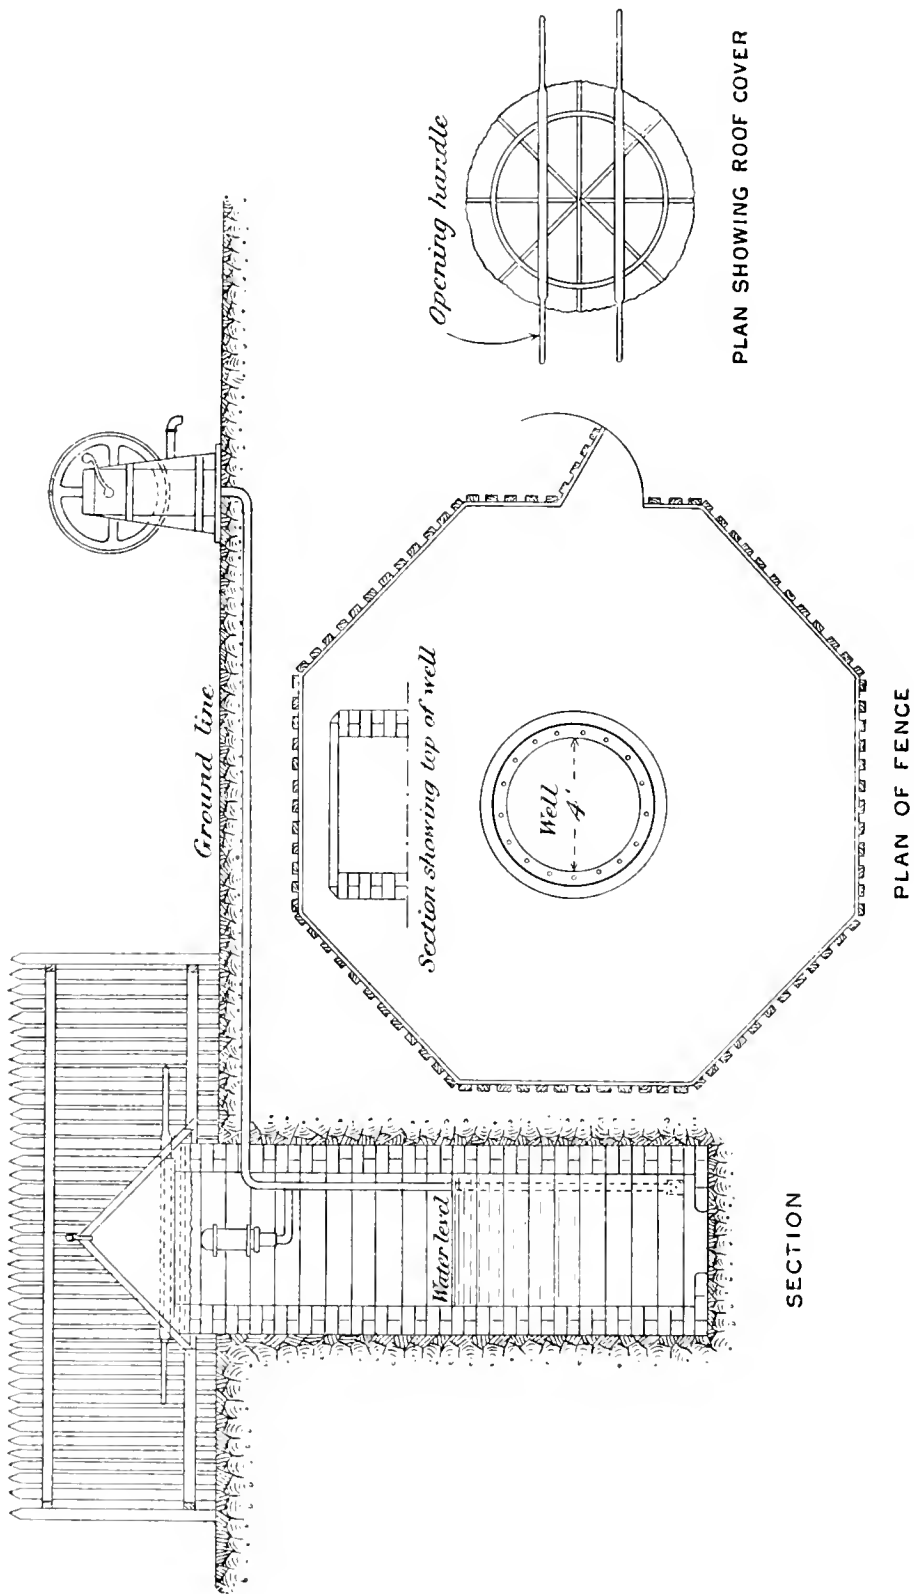 Ground line
Water level
SECTION
Section showing top of well
Well
4'
PLAN OF FENCE
Opening handle
PLAN SHOWING ROOF COVER